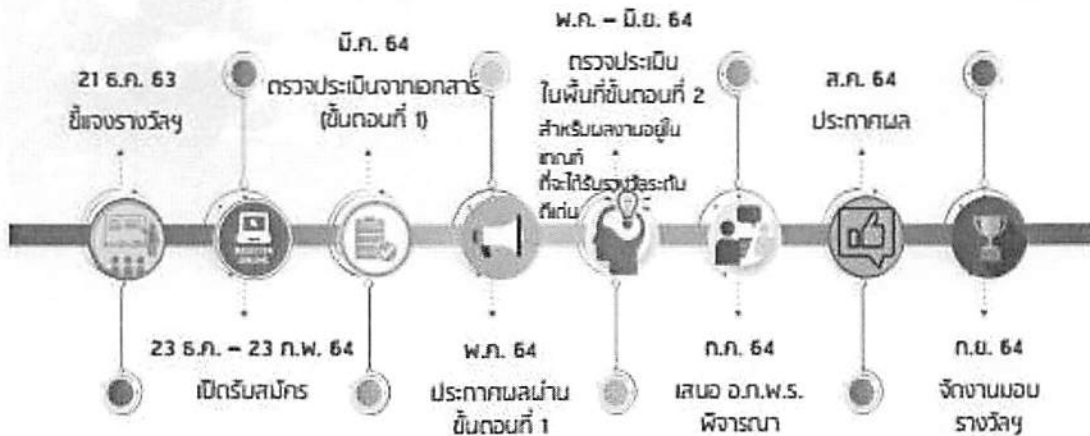 21 ธ.ค. 63
ชี้แจงรางวัลฯ
23 ธ.ค. – 23 ก.พ. 64
เปิดรับสมัคร
มี.ค. 64
ตรวจประเมินจากเอกสาร
(ขั้นตอนที่ 1)
พ.ค. 64
ประกาศผลผ่าน
ขั้นตอนที่ 1
พ.ค. – มิ.ย. 64
ตรวจประเมิน
ในพื้นที่ขั้นตอนที่ 2
สำหรับผลงานอยู่ใน
เกณฑ์
ที่จะได้รับรางวัลระดับ
ดีเด่น
ก.ค. 64
เสนอ อ.ก.พ.ร.
พิจารณา
ส.ค. 64
ประกาศผล
ก.ย. 64
จัดงานมอบ
รางวัลฯ